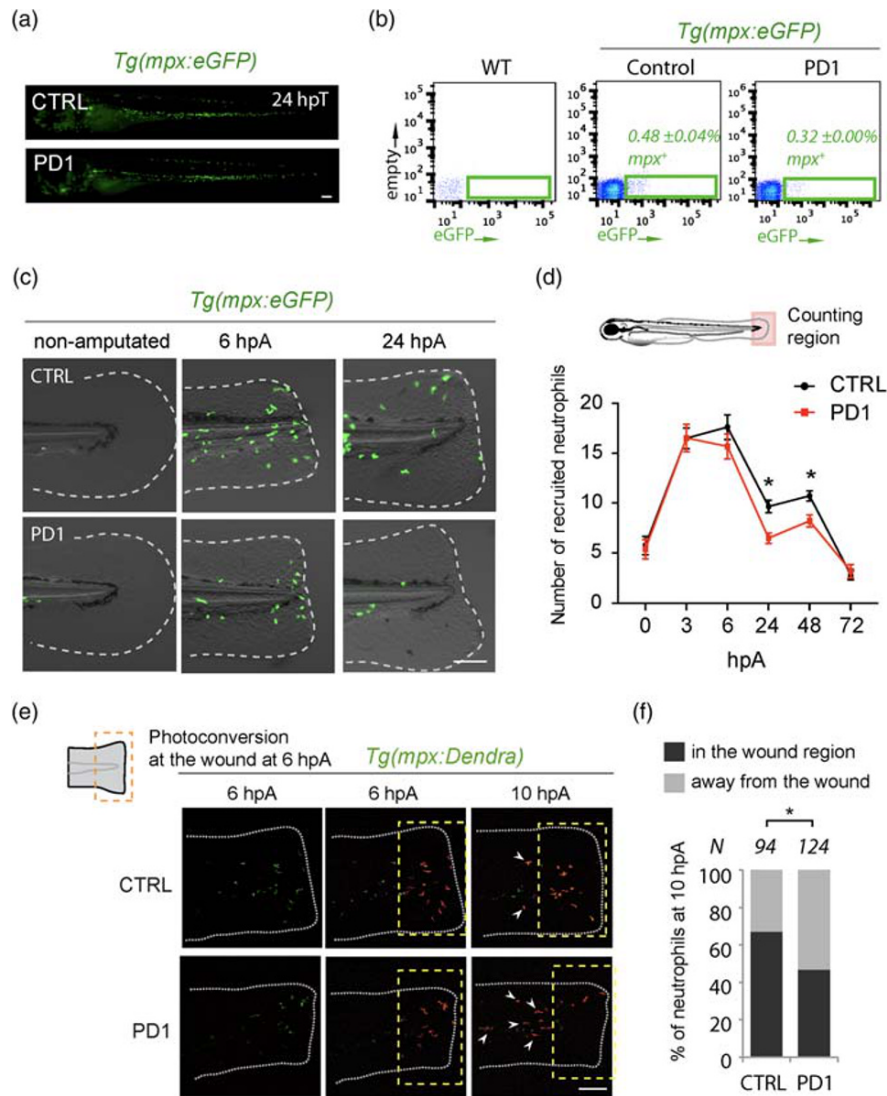 (a)
Tg(mpx:eGFP)
CTRL
24 hpT
PD1
(b)
Tg(mpx:eGFP)
WT
Control
PD1
empty
10⁵
10⁴
10³
10²
10¹
10⁶
10⁵
10⁴
10³
10²
10¹
10⁶
10⁵
10⁴
10³
10²
10¹
0.48 ±0.04%
mpx⁺
0.32 ±0.00%
mpx⁺
10¹ 10³ 10⁵
10¹ 10³ 10⁵
10¹ 10³ 10⁵
eGFP
eGFP
eGFP
(c)
Tg(mpx:eGFP)
non-amputated
6 hpA
24 hpA
CTRL
PD1
(d)
Counting
region
CTRL
PD1
Number of recruited neutrophils
20
15
10
5
0
*
*
0 3 6 24 48 72
hpA
(e)
Photoconversion
at the wound at 6 hpA
Tg(mpx:Dendra)
6 hpA
6 hpA
10 hpA
CTRL
PD1
(f)
in the wound region
away from the wound
*
N 94 124
% of neutrophils at 10 hpA
100
80
60
40
20
0
CTRL PD1